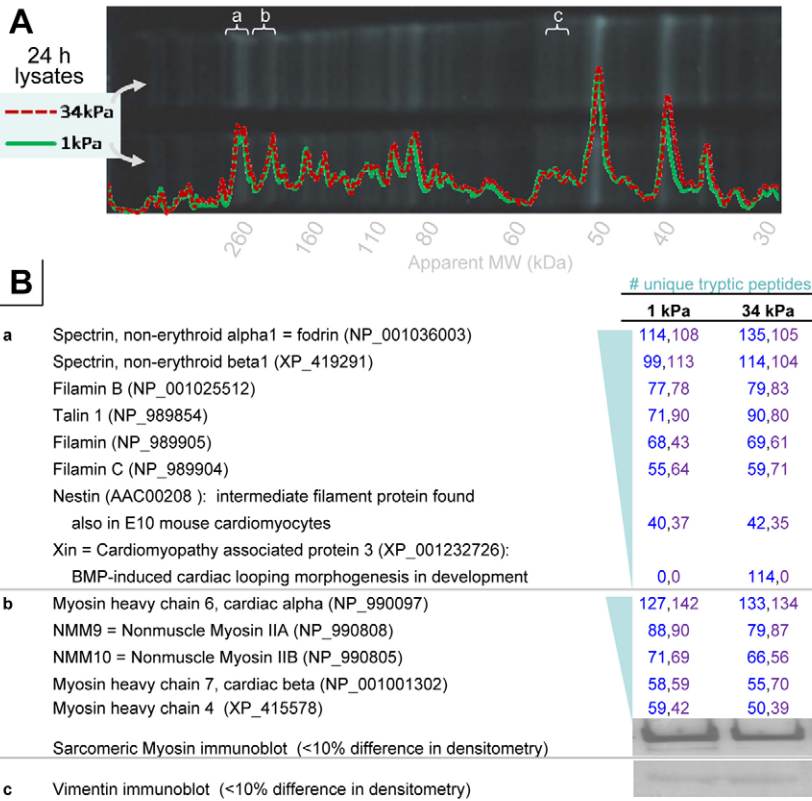 A
a
b
c
24 h
lysates
34kPa
1kPa
260
160
110
80
60
50
40
30
Apparent MW (kDa)
B
# unique tryptic peptides
1 kPa 34 kPa
a Spectrin, non-erythroid alpha1 = fodrin (NP_001036003) 114,108 135,105
Spectrin, non-erythroid beta1 (XP_419291) 99,113 114,104
Filamin B (NP_001025512) 77,78 79,83
Talin 1 (NP_989854) 71,90 90,80
Filamin (NP_989905) 68,43 69,61
Filamin C (NP_989904) 55,64 59,71
Nestin (AAC00208 ): intermediate filament protein found
also in E10 mouse cardiomyocytes 40,37 42,35
Xin = Cardiomyopathy associated protein 3 (XP_001232726):
BMP-induced cardiac looping morphogenesis in development 0,0 114,0
b Myosin heavy chain 6, cardiac alpha (NP_990097) 127,142 133,134
NMM9 = Nonmuscle Myosin IIA (NP_990808) 88,90 79,87
NMM10 = Nonmuscle Myosin IIB (NP_990805) 71,69 66,56
Myosin heavy chain 7, cardiac beta (NP_001001302) 58,59 55,70
Myosin heavy chain 4 (XP_415578) 59,42 50,39
Sarcomeric Myosin immunoblot (<10% difference in densitometry)
c Vimentin immunoblot (<10% difference in densitometry)